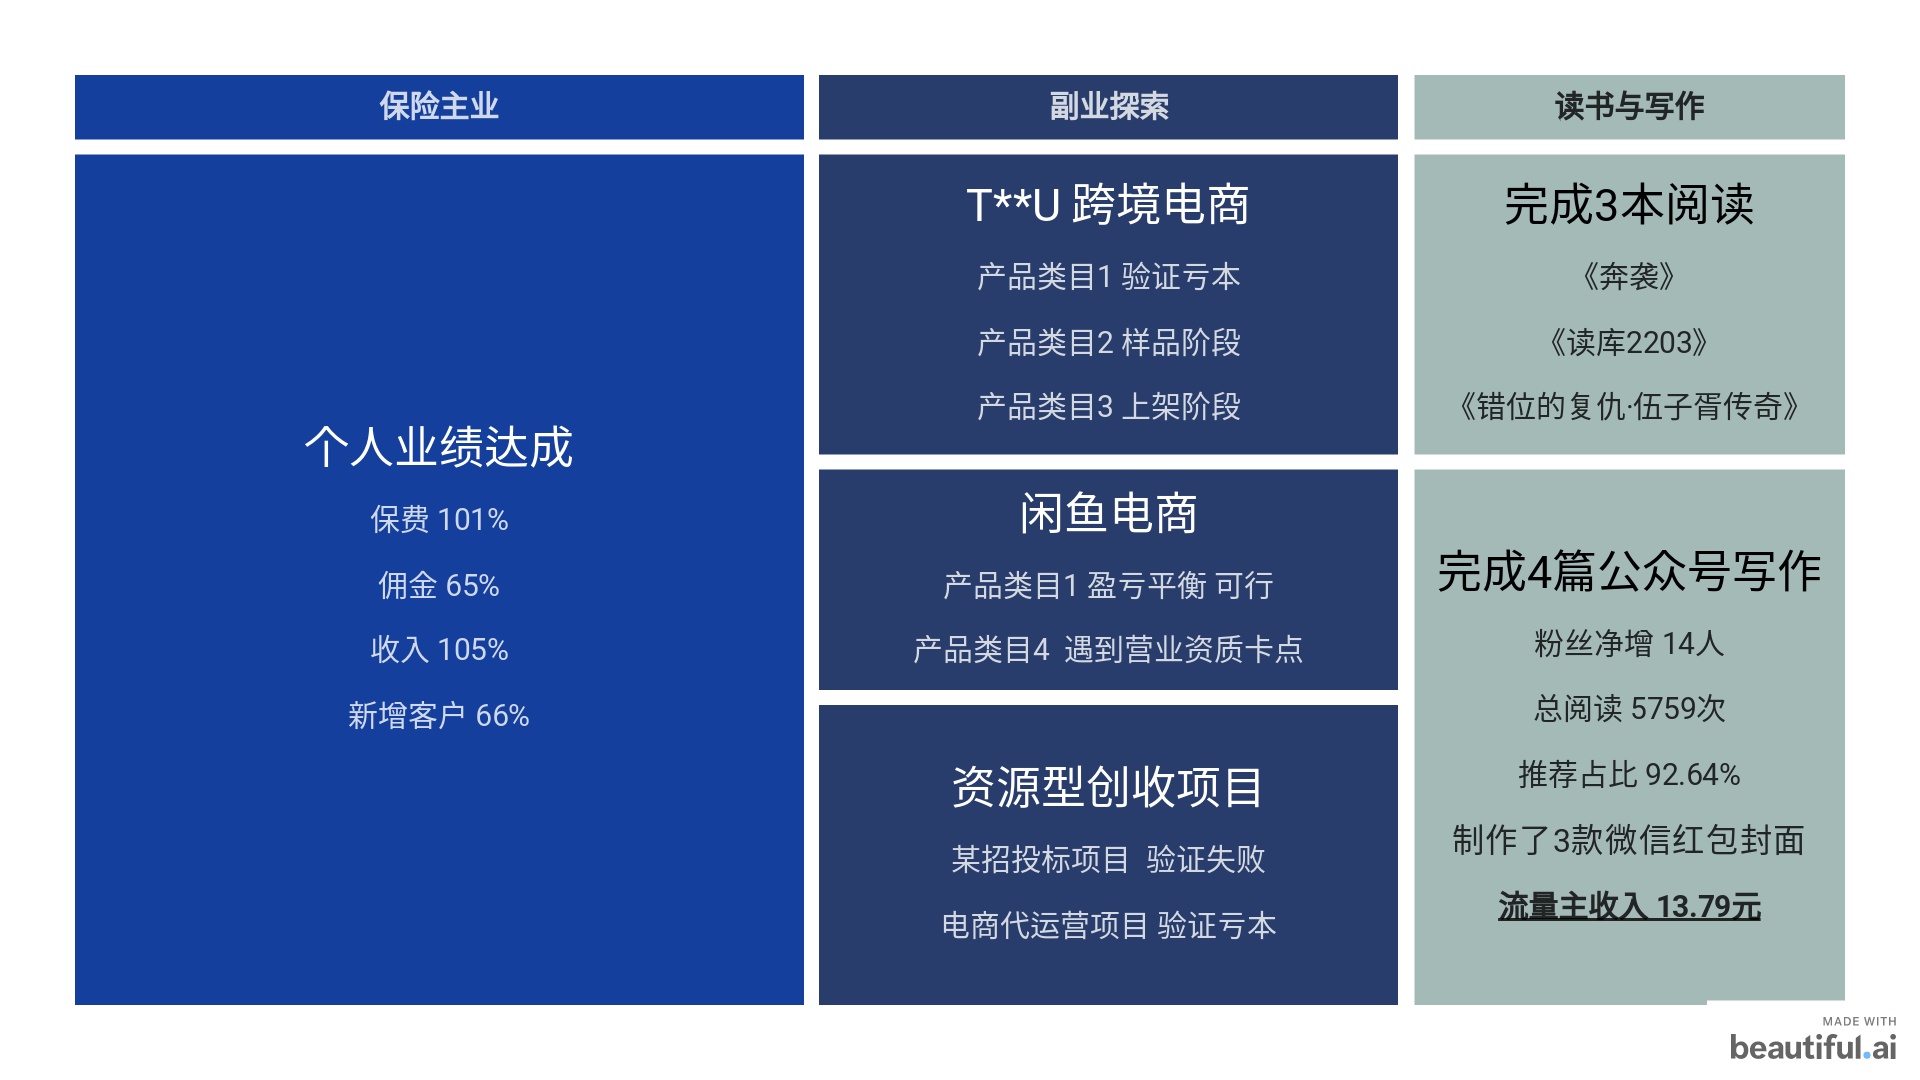 保险主业
个人业绩达成
保费 101%
佣金 65%
收入 105%
新增客户 66%
副业探索
T**U 跨境电商
产品类目1 验证亏本
产品类目2 样品阶段
产品类目3 上架阶段
闲鱼电商
产品类目1 盈亏平衡 可行
产品类目4  遇到营业资质卡点
资源型创收项目
某招投标项目  验证失败
电商代运营项目 验证亏本
读书与写作
完成3本阅读
《奔袭》
《读库2203》
《错位的复仇·伍子胥传奇》
完成4篇公众号写作
粉丝净增 14人
总阅读 5759次
推荐占比 92.64%
制作了3款微信红包封面
流量主收入 13.79元
MADE WITH
beautiful.ai